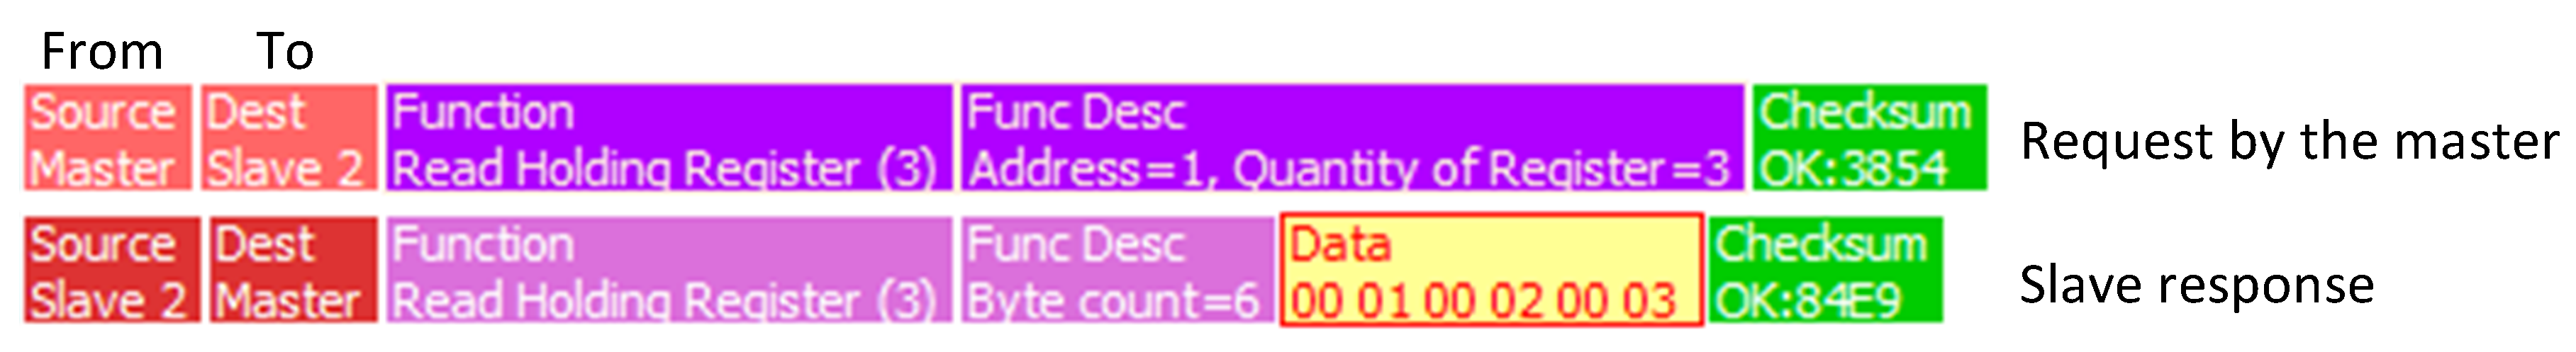 From To
Source Dest Function Func Desc Checksum
Master Slave 2 Read Holding Register (3) Address=1, Quantity of Register=3 OK:3854
Request by the master
Source Dest Function Func Desc Data Checksum
Slave 2 Master Read Holding Register (3) Byte count=6 00 01 00 02 00 03 OK:84E9
Slave response